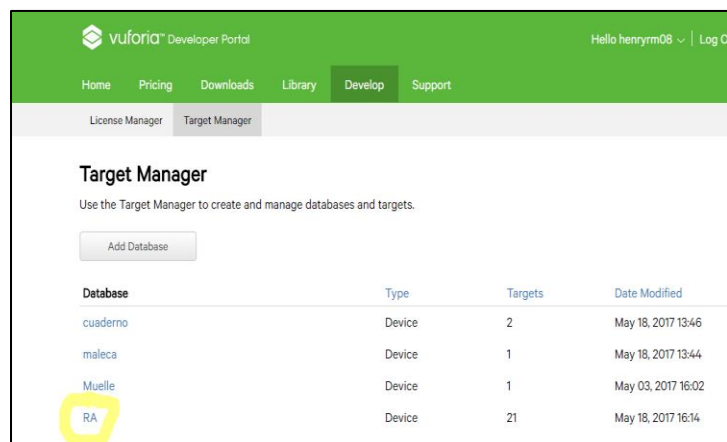 vuforia™ Developer Portal
Hello henryrm08 | Log O
Home Pricing Downloads Library Develop Support
License Manager Target Manager
Target Manager
Use the Target Manager to create and manage databases and targets.
Add Database
Database Type Targets Date Modified
cuaderno Device 2 May 18, 2017 13:46
maleca Device 1 May 18, 2017 13:44
Muelle Device 1 May 03, 2017 16:02
RA Device 21 May 18, 2017 16:14